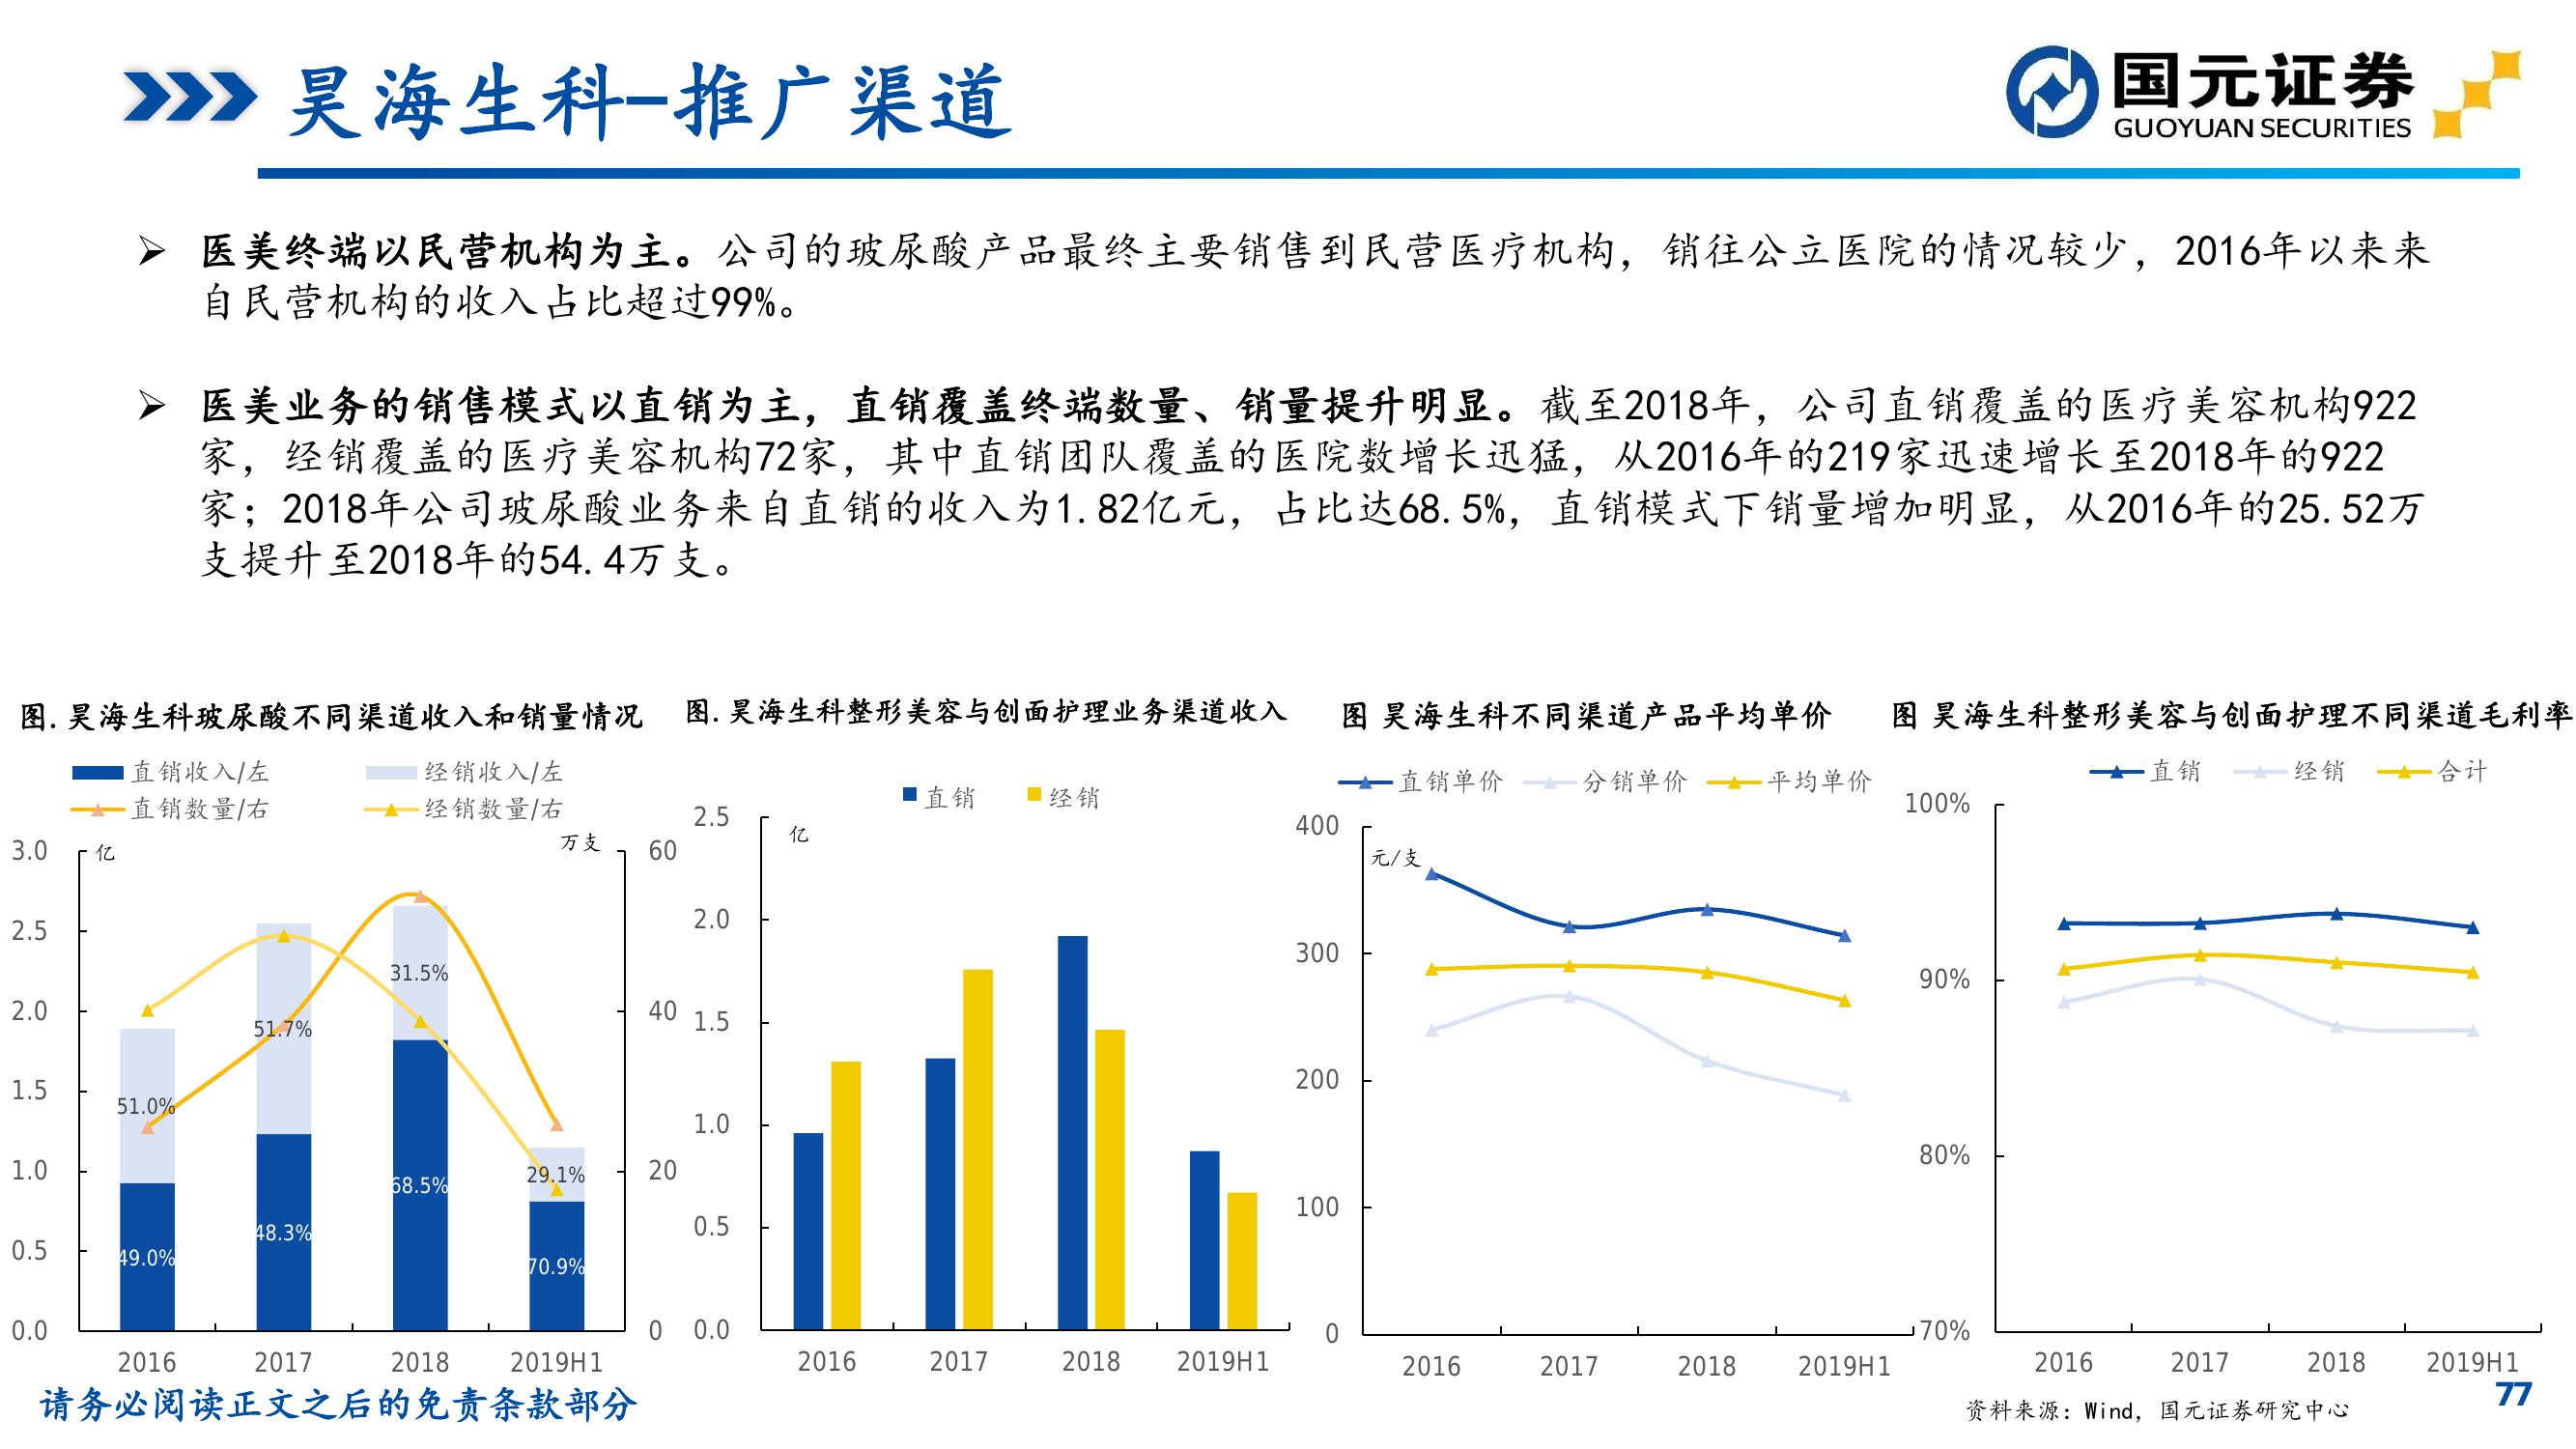 昊海生科-推广渠道
国元证券
GUOYUAN SECURITIES
医美终端以民营机构为主。公司的玻尿酸产品最终主要销售到民营医疗机构，销往公立医院的情况较少，2016年以来来
自民营机构的收入占比超过99%。
医美业务的销售模式以直销为主，直销覆盖终端数量、销量提升明显。截至2018年，公司直销覆盖的医疗美容机构922
家，经销覆盖的医疗美容机构72家，其中直销团队覆盖的医院数增长迅猛，从2016年的219家迅速增长至2018年的922
家；2018年公司玻尿酸业务来自直销的收入为1.82亿元，占比达68.5%，直销模式下销量增加明显，从2016年的25.52万
支提升至2018年的54.4万支。
图.昊海生科玻尿酸不同渠道收入和销量情况
直销收入/左 经销收入/左
直销数量/右 经销数量/右
亿
万支
3.0
2.5
2.0
1.5
1.0
0.5
0.0
60
40
20
0
51.0%
51.7%
31.5%
29.1%
49.0%
48.3%
68.5%
70.9%
2016 2017 2018 2019H1
图.昊海生科整形美容与创面护理业务渠道收入
直销 经销
亿
2.5
2.0
1.5
1.0
0.5
0.0
2016 2017 2018 2019H1
图 昊海生科不同渠道产品平均单价
直销单价 分销单价 平均单价
元/支
400
300
200
100
0
2016 2017 2018 2019H1
图 昊海生科整形美容与创面护理不同渠道毛利率
直销 经销 合计
100%
90%
80%
70%
2016 2017 2018 2019H1
请务必阅读正文之后的免责条款部分
资料来源：Wind，国元证券研究中心
77